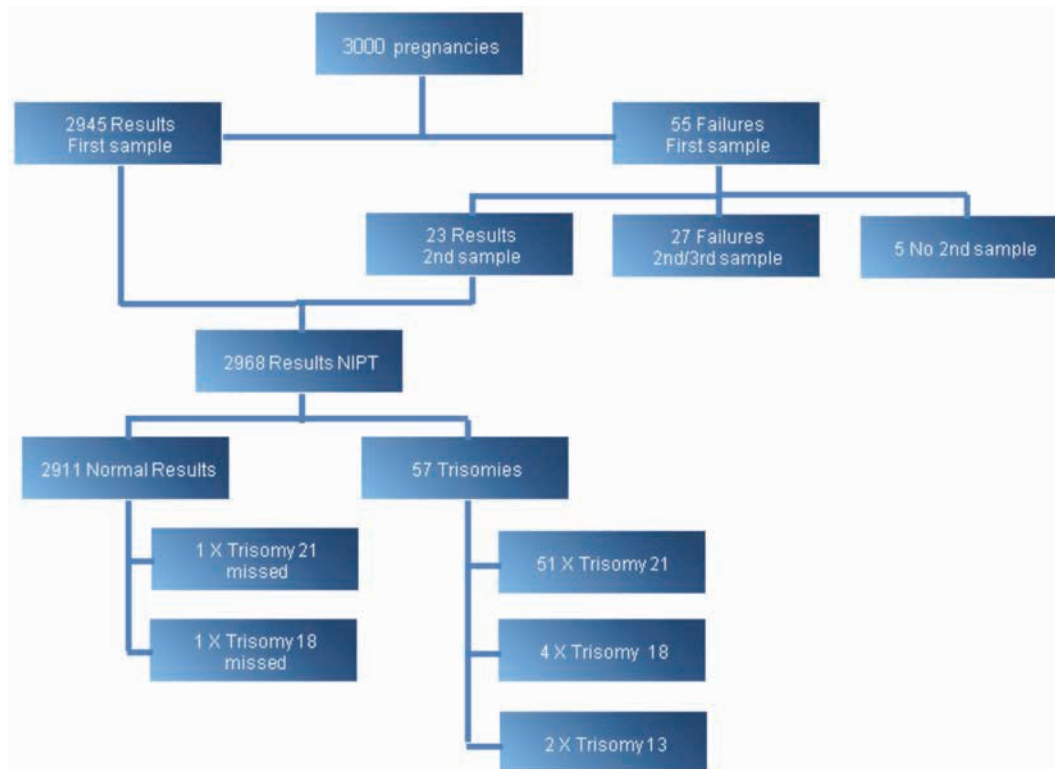 3000 pregnancies
2945 Results
First sample
55 Failures
First sample
23 Results
2nd sample
27 Failures
2nd/3rd sample
5 No 2nd sample
2968 Results NIPT
2911 Normal Results
57 Trisomies
1 X Trisomy 21
missed
51 X Trisomy 21
1 X Trisomy 18
missed
4 X Trisomy 18
2 X Trisomy 13